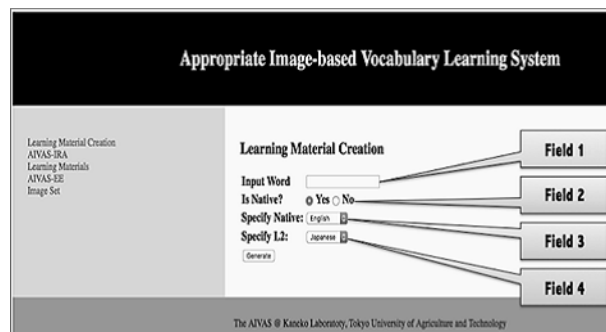 Appropriate Image-based Vocabulary Learning System
Learning Material Creation
AIVAS-IRA
Learning Materials
AIVAS-EE
Image Set
Learning Material Creation
Input Word
Is Native? Yes No
Specify Native: English
Specify L2: Japanese
Generate
Field 1
Field 2
Field 3
Field 4
The AIVAS @ Kaneko Laboratory, Tokyo University of Agriculture and Technology